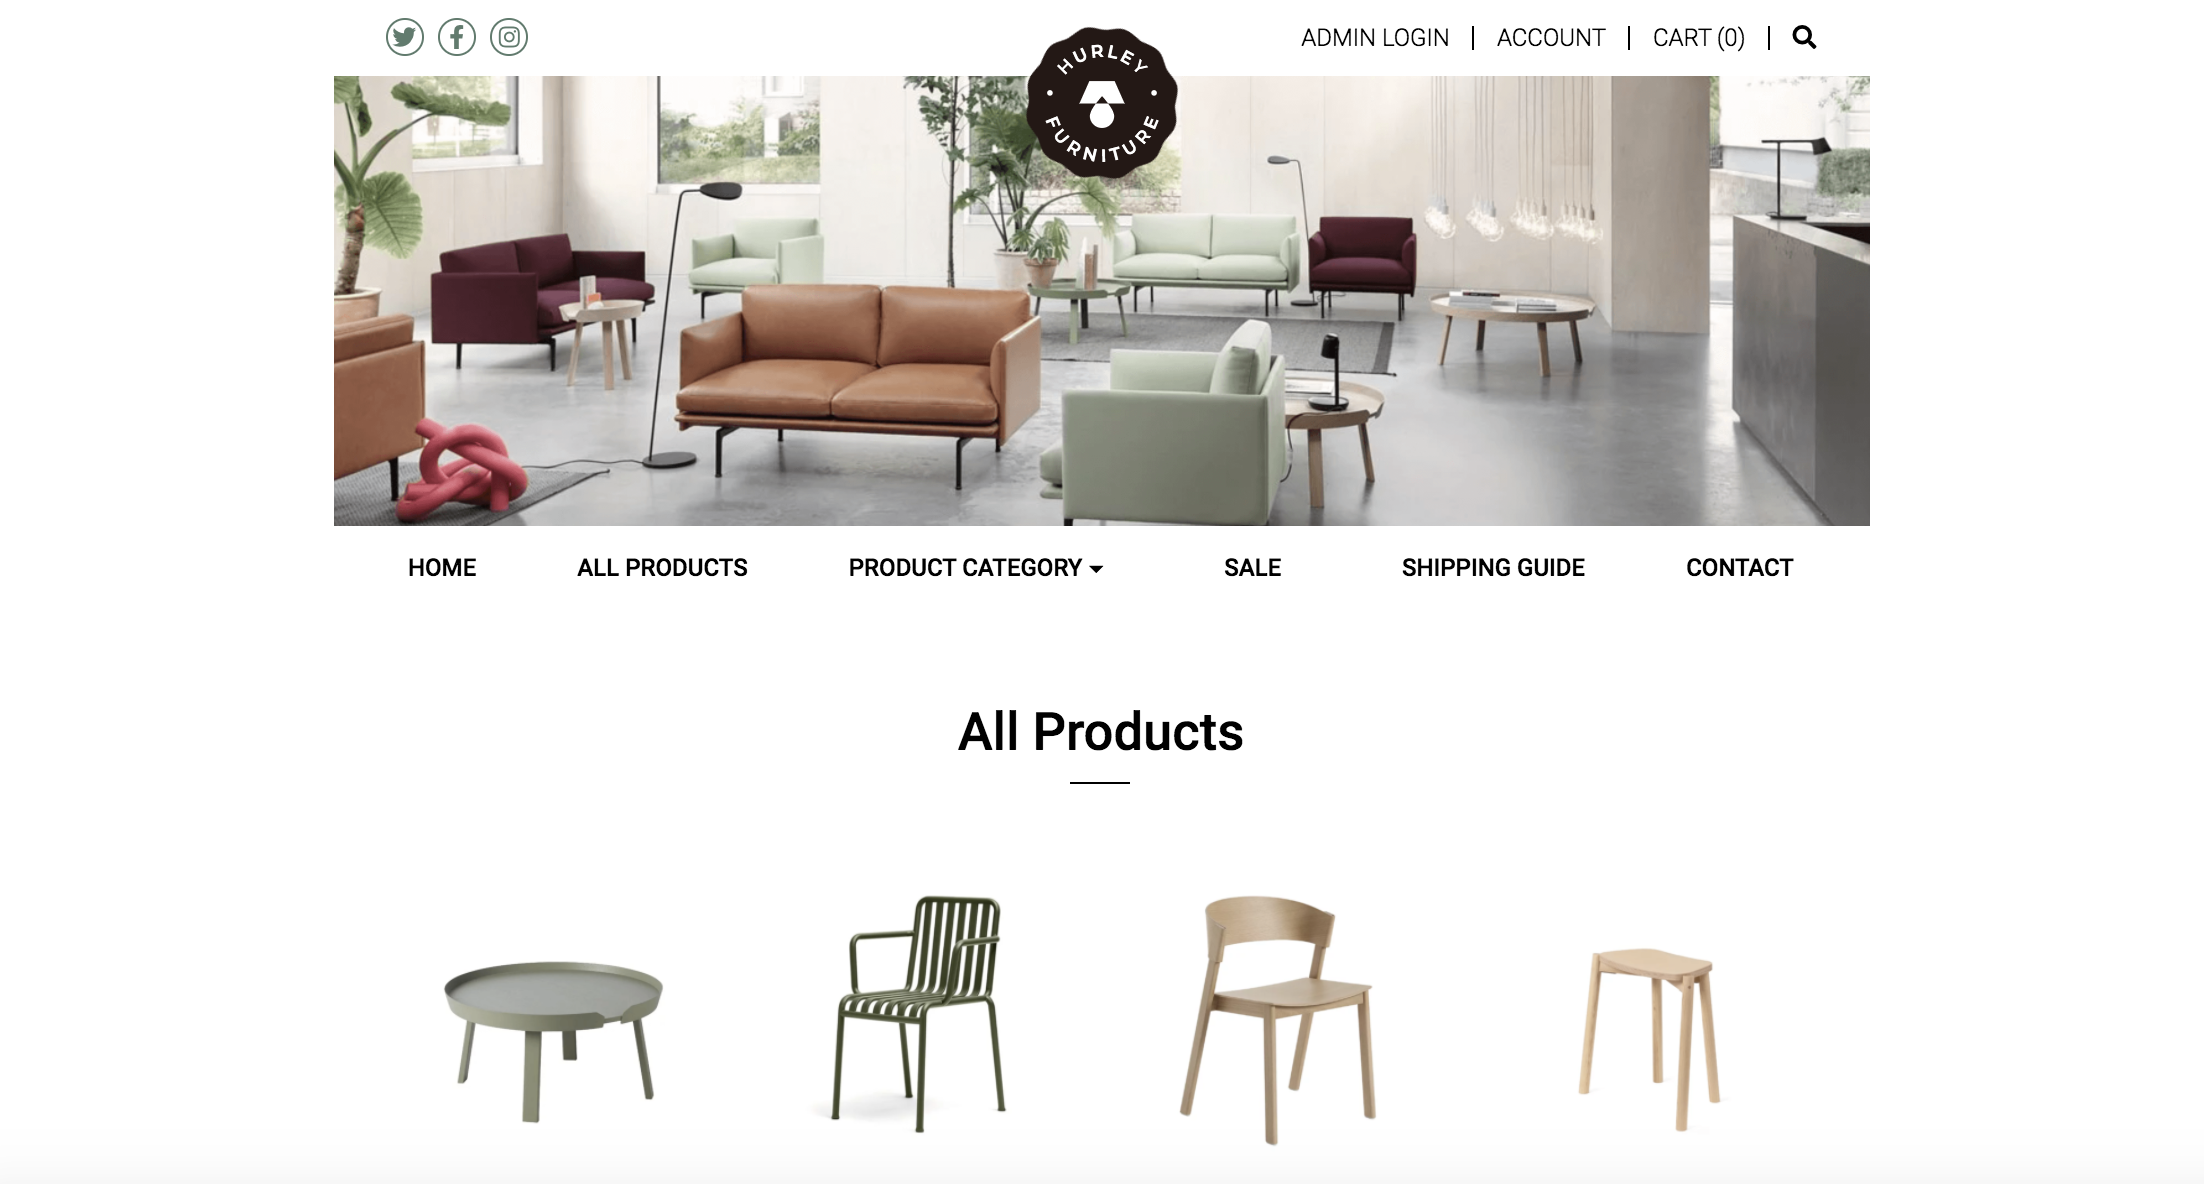 ADMIN LOGIN | ACCOUNT | CART (0) |
HURLEY
FURNITURE
HOME ALL PRODUCTS PRODUCT CATEGORY SALE SHIPPING GUIDE CONTACT
All Products